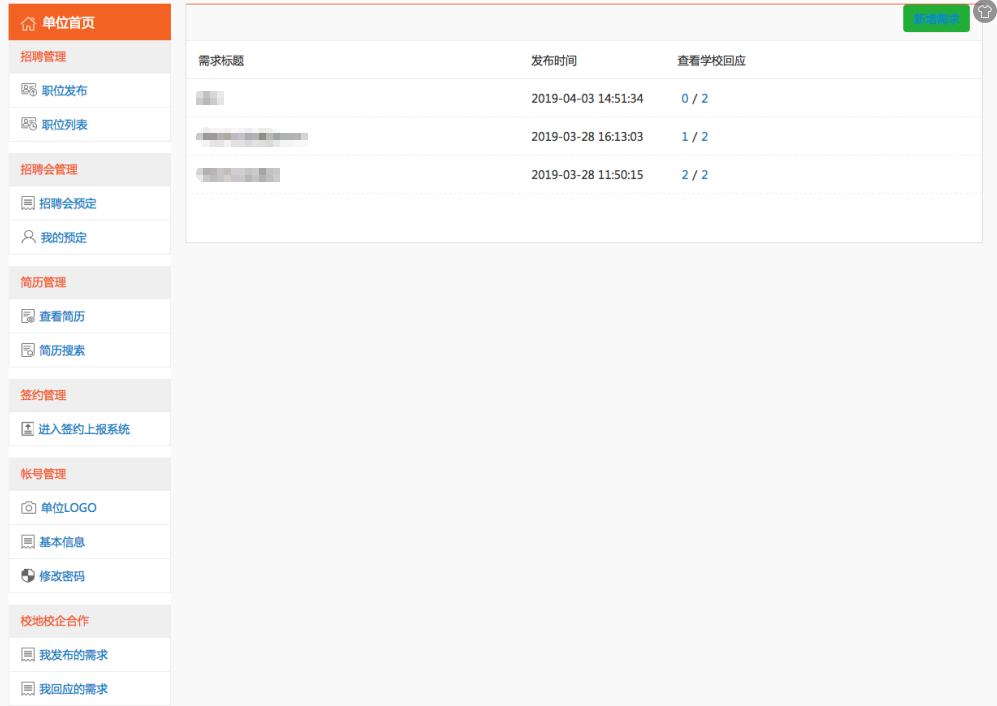 单位首页
招聘管理
职位发布
职位列表
招聘会管理
招聘会预定
我的预定
简历管理
查看简历
简历搜索
签约管理
进入签约上报系统
帐号管理
单位LOGO
基本信息
修改密码
校地校企合作
我发布的需求
我回应的需求
新增需求
需求标题 发布时间 查看学校回应
2019-04-03 14:51:34 0 / 2
2019-03-28 16:13:03 1 / 2
2019-03-28 11:50:15 2 / 2